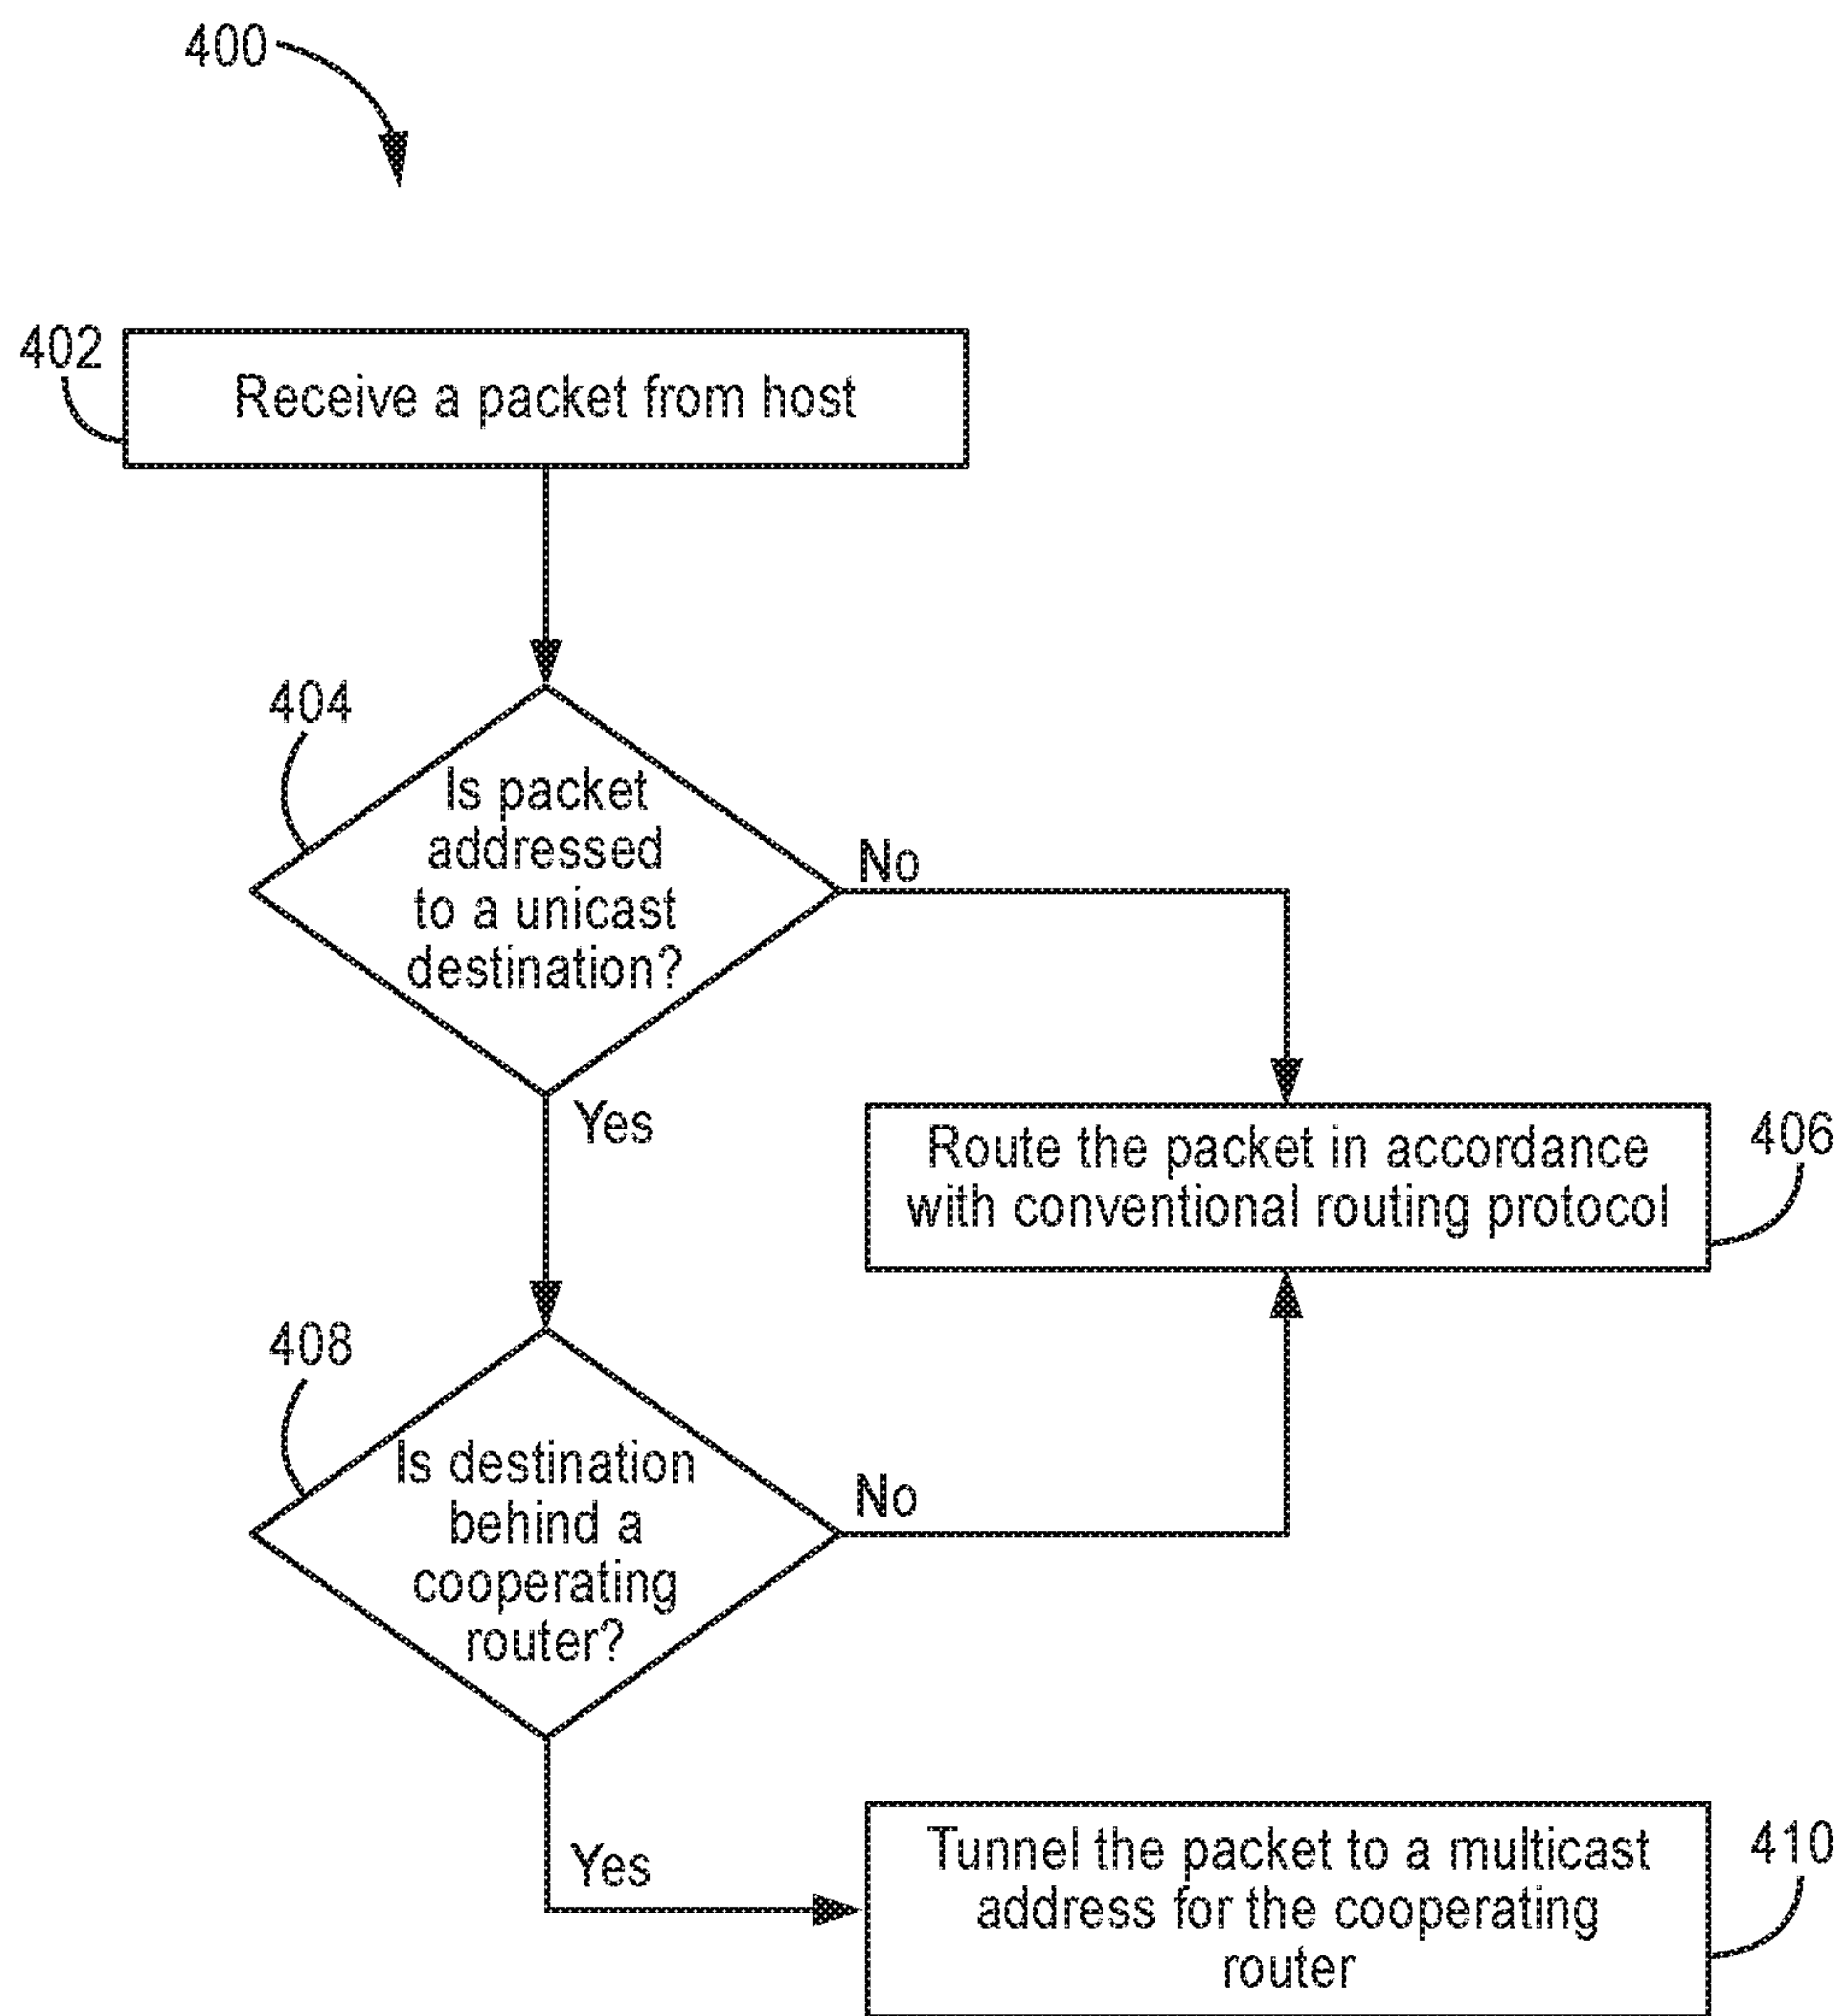 400
402
Receive a packet from host
404
Is packet
addressed
to a unicast
destination?
No
Yes
Route the packet in accordance
with conventional routing protocol
406
408
Is destination
behind a
cooperating
router?
No
Yes
Tunnel the packet to a multicast
address for the cooperating
router
410